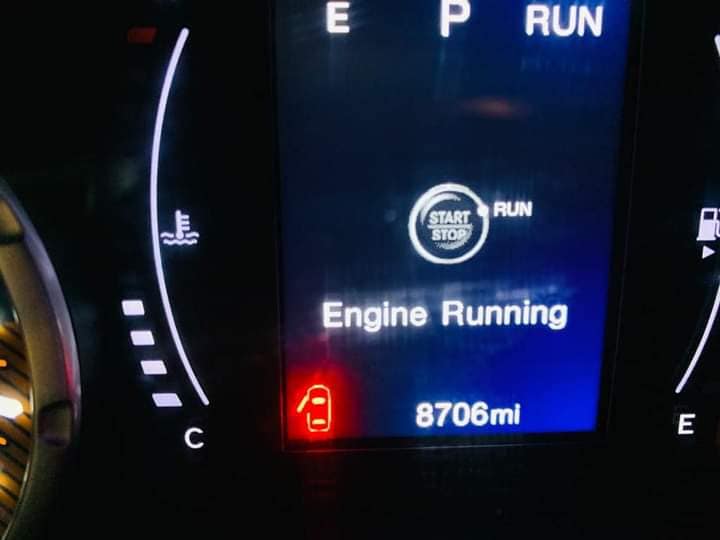 E P RUN
START
STOP
RUN
Engine Running
8706mi
C
E